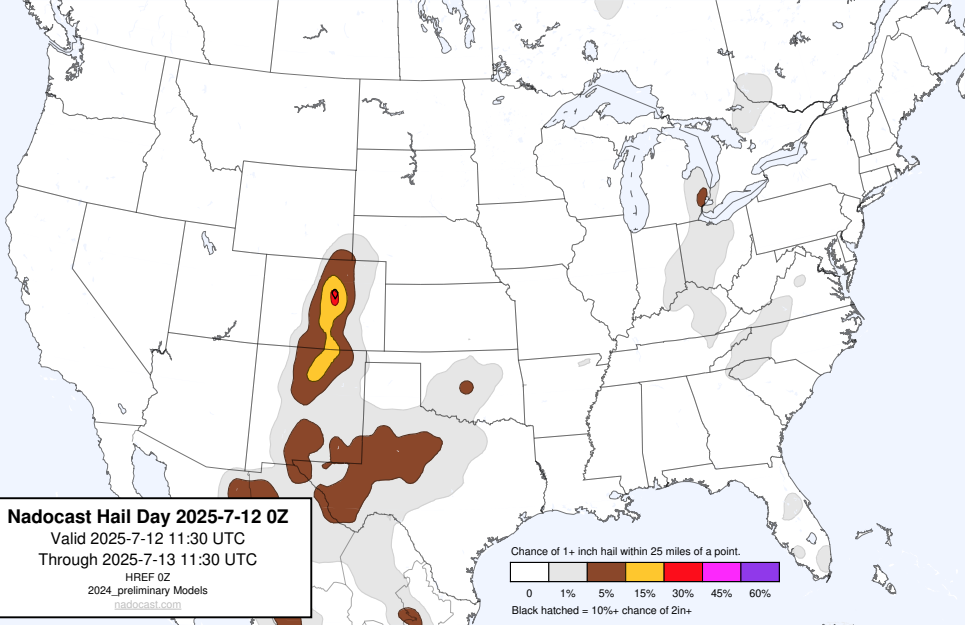 Nadocast Hail Day 2025-7-12 0Z
Valid 2025-7-12 11:30 UTC
Through 2025-7-13 11:30 UTC
HREF 0Z
2024_preliminary Models
nadocast.com
Chance of 1+ inch hail within 25 miles of a point.
0 1% 5% 15% 30% 45% 60%
Black hatched = 10%+ chance of 2in+